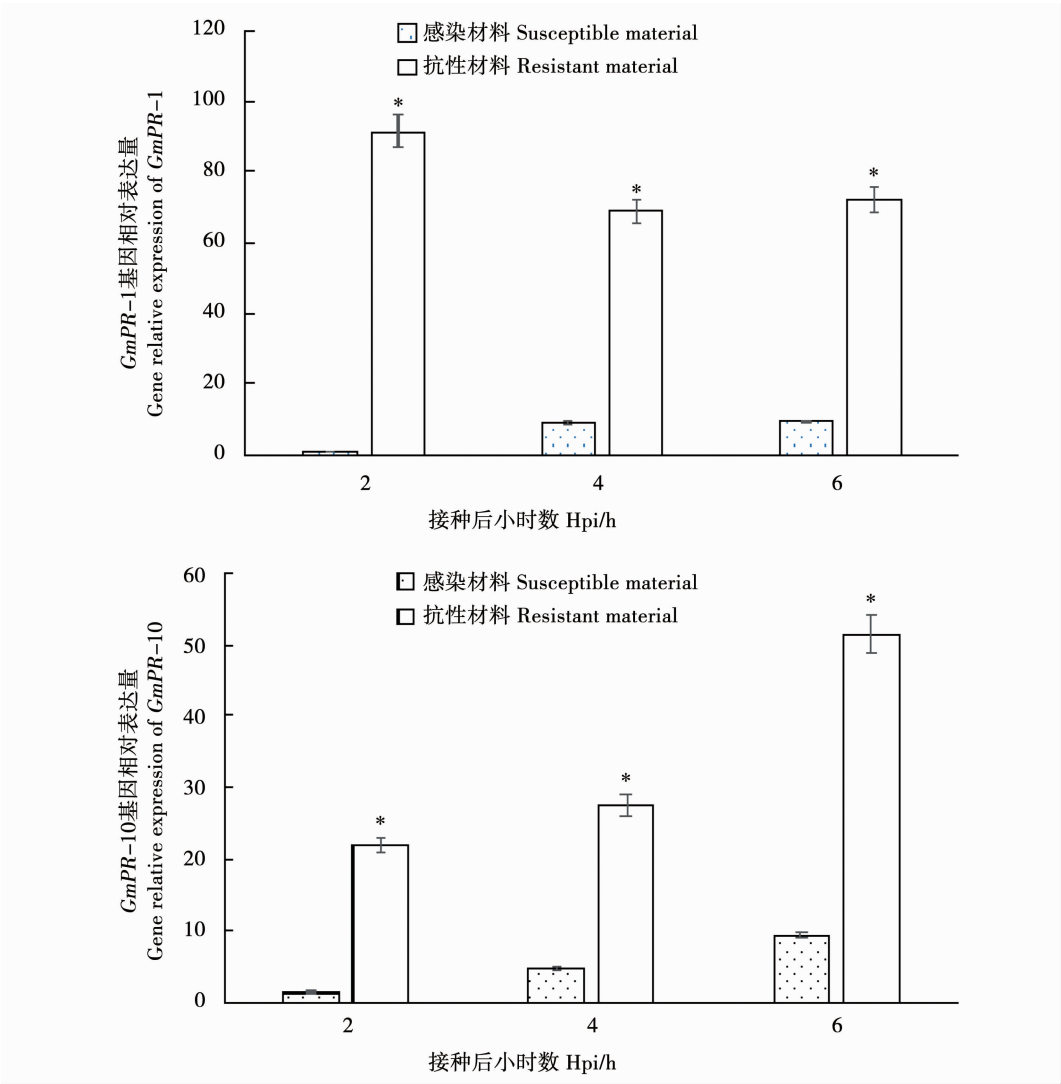 120
感染材料 Susceptible material
抗性材料 Resistant material
100
80
60
40
20
0
*
*
*
GmPR-1基因相对表达量
Gene relative expression of GmPR-1
2
4
6
接种后小时数 Hpi/h
60
感染材料 Susceptible material
抗性材料 Resistant material
50
40
30
20
10
0
*
*
*
GmPR-10基因相对表达量
Gene relative expression of GmPR-10
2
4
6
接种后小时数 Hpi/h